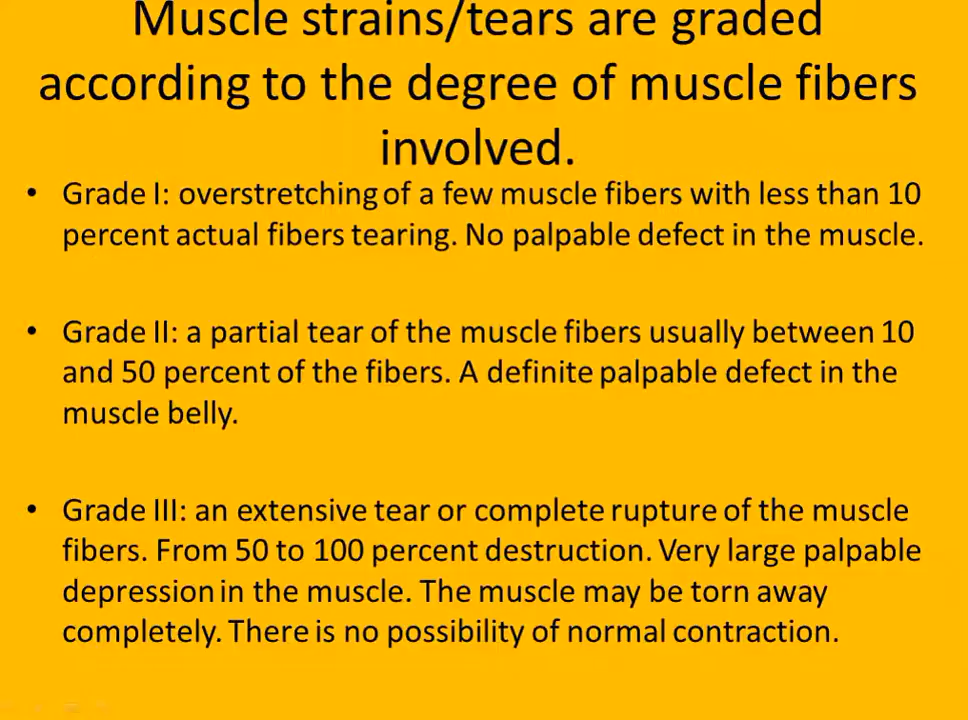 Muscle strains/tears are graded
according to the degree of muscle fibers
involved.
• Grade I: overstretching of a few muscle fibers with less than 10
percent actual fibers tearing. No palpable defect in the muscle.
• Grade II: a partial tear of the muscle fibers usually between 10
and 50 percent of the fibers. A definite palpable defect in the
muscle belly.
• Grade III: an extensive tear or complete rupture of the muscle
fibers. From 50 to 100 percent destruction. Very large palpable
depression in the muscle. The muscle may be torn away
completely. There is no possibility of normal contraction.